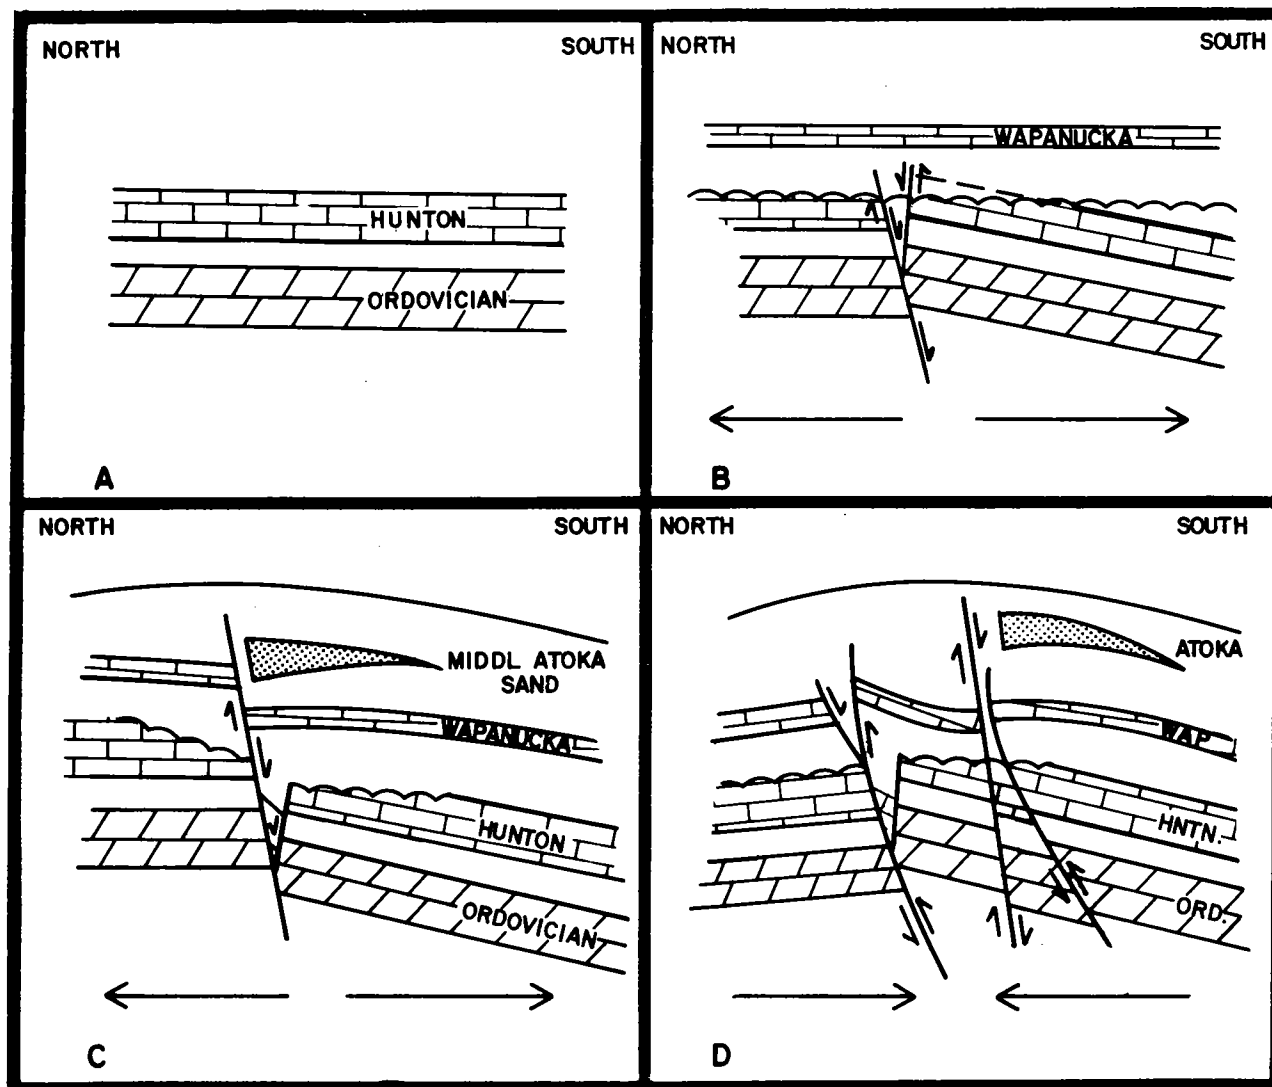 NORTH
SOUTH
HUNTON
ORDOVICIAN
A
NORTH
SOUTH
WAPANUCKA
B
NORTH
SOUTH
MIDDL ATOKA
SAND
WAPANUCKA
HUNTON
ORDOVICIAN
C
NORTH
SOUTH
ATOKA
WAP
HNTN.
ORD.
D